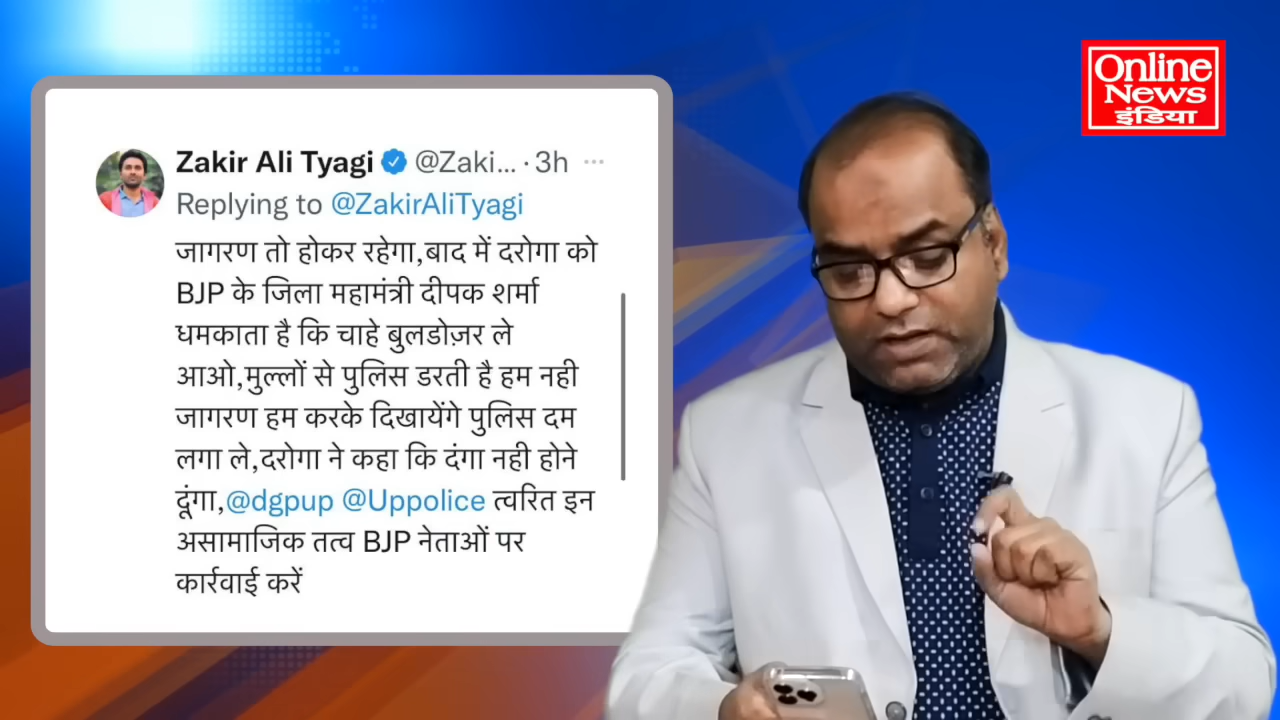 Zakir Ali Tyagi @Zaki... · 3h ...
Replying to @ZakirAliTyagi
जागरण तो होकर रहेगा,बाद में दरोगा को
BJP के जिला महामंत्री दीपक शर्मा
धमकाता है कि चाहे बुलडोज़र ले
आओ,मुल्लों से पुलिस डरती है हम नही
जागरण हम करके दिखायेंगे पुलिस दम
लगा ले,दरोगा ने कहा कि दंगा नही होने
दूंगा,@dgpup @Uppolice त्वरित इन
असामाजिक तत्व BJP नेताओं पर
कार्रवाई करें
Online
News
इंडिया